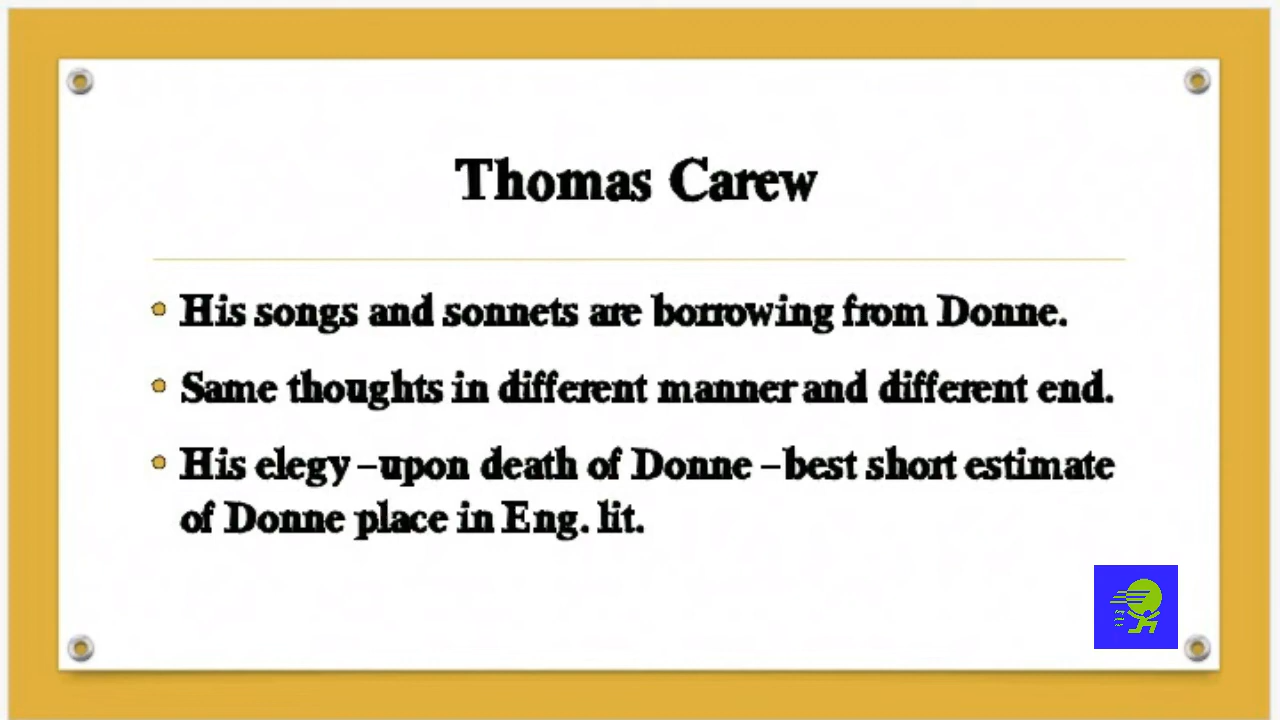 Thomas Carew
• His songs and sonnets are borrowing from Donne.
• Same thoughts in different manner and different end.
• His elegy –upon death of Donne –best short estimate
of Donne place in Eng. lit.